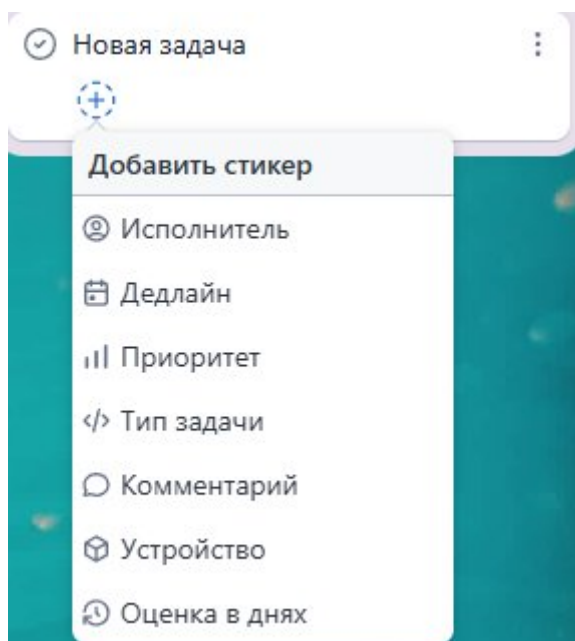 Новая задача
Добавить стикер
Исполнитель
Дедлайн
Приоритет
Тип задачи
Комментарий
Устройство
Оценка в днях